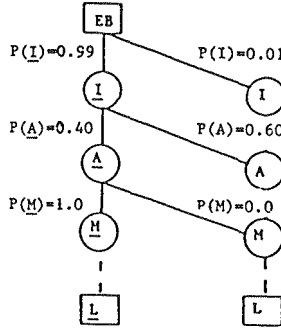 EB
P(I)=0.99 P(I)=0.01
I I
P(A)=0.40 P(A)=0.60
A A
P(M)=1.0 P(M)=0.0
M M
L L